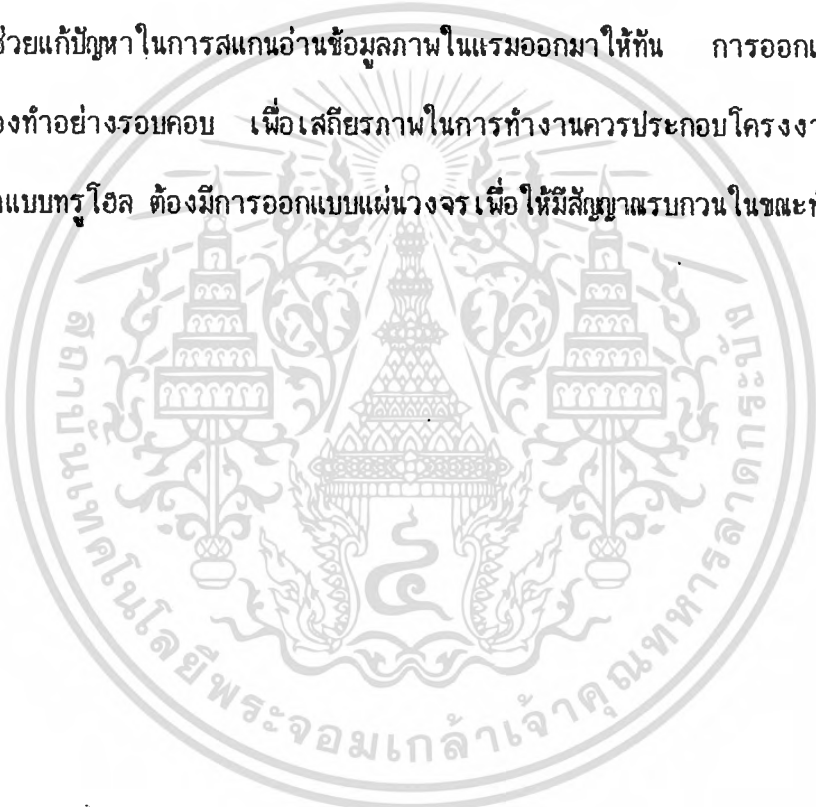 ช่วยแก้ปัญหาในการสแกนอ่านข้อมูลภาพในแรมออกมาให้ทัน การออก
องทำอย่างรอบคอบ เพื่อเสถียรภาพในการทำงานควรประกอบโครงงา
แบบทรูโฮล ต้องมีการออกแบบแผ่นวงจรเพื่อให้มีสัญญาณรบกวนในขณะ
สถาบันเทคโนโลยีพระจอมเกล้าเจ้าคุณทหารลาดกระบัง